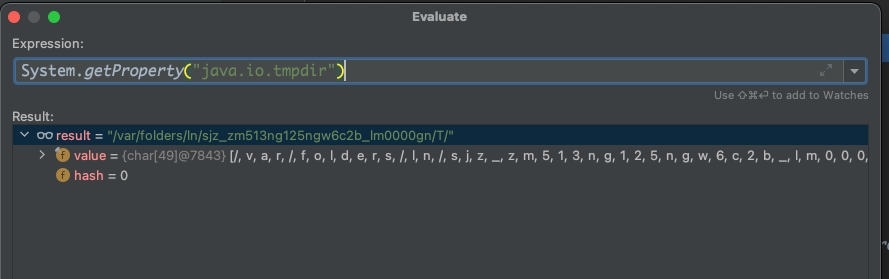 Evaluate
Expression:
System.getProperty("java.io.tmpdir")
Use ⇧⌘⏎ to add to Watches
Result:
result = "/var/folders/ln/sjz_zm513ng125ngw6c2b_lm0000gn/T/"
f value = {char[49]@7843} [/, v, a, r, /, f, o, l, d, e, r, s, /, l, n, /, s, j, z, _, z, m, 5, 1, 3, n, g, 1, 2, 5, n, g, w, 6, c, 2, b, _, l, m, 0, 0, 0,
f hash = 0